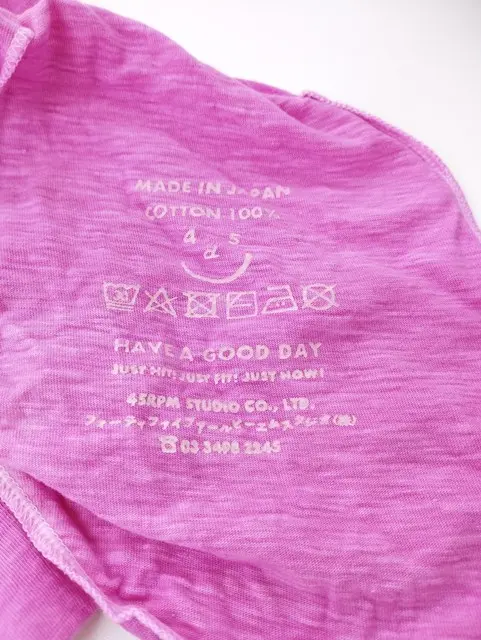 MADE IN JAPAN
COTTON 100%
4 d s
HAVE A GOOD DAY
JUST HIT! JUST FIT! JUST NOW!
45RPM STUDIO CO., LTD.
フォーティファイブアールピーエムスタジオ(株)
☎03 3498 2245